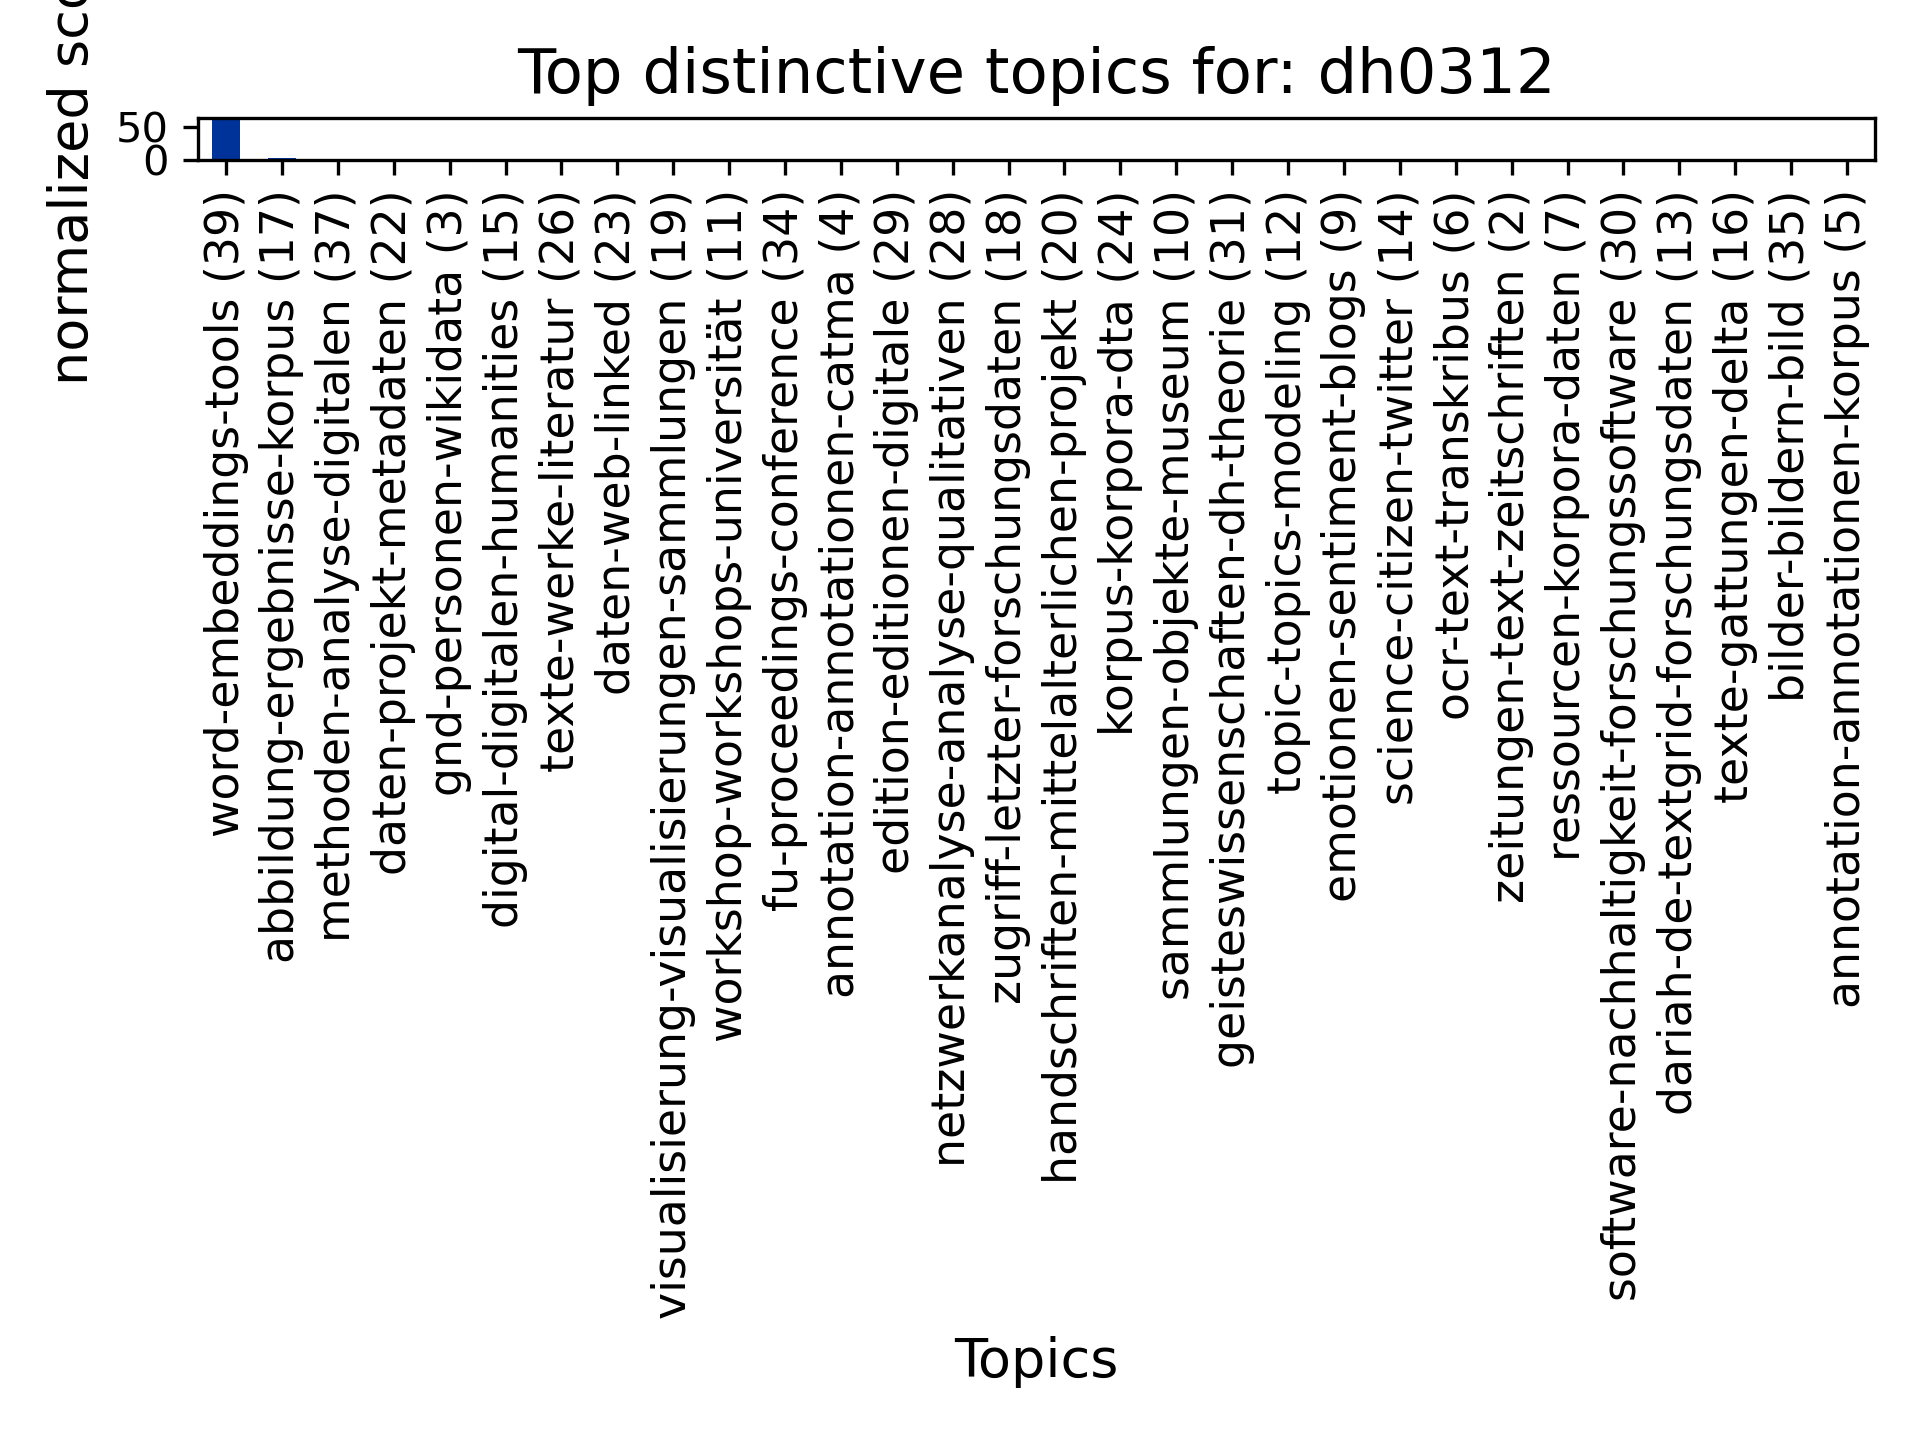 Top distinctive topics for: dh0312
normalized
50
0
word-embeddings-tools (39)
abbildung-ergebnisse-korpus (17)
methoden-analyse-digitalen (37)
daten-projekt-metadaten (22)
gnd-personen-wikidata (3)
digital-digitalen-humanities (15)
texte-werke-literatur (26)
daten-web-linked (23)
visualisierung-visualisierungen-sammlungen (19)
workshop-workshops-universität (11)
fu-proceedings-conference (34)
annotation-annotationen-catma (4)
edition-editionen-digitale (29)
netzwerkanalyse-analyse-qualitativen (28)
zugriff-letzter-forschungsdaten (18)
handschriften-mittelalterlichen-projekt (20)
korpus-korpora-dta (24)
sammlungen-objekte-museum (10)
geisteswissenschaften-dh-theorie (31)
topic-topics-modeling (12)
emotionen-sentiment-blogs (9)
science-citizen-twitter (14)
ocr-text-transkribus (6)
zeitungen-text-zeitschriften (2)
ressourcen-korpora-daten (7)
software-nachhaltigkeit-forschungssoftware (30)
dariah-de-textgrid-forschungsdaten (13)
texte-gattungen-delta (16)
bilder-bildern-bild (35)
annotation-annotationen-korpus (5)
Topics